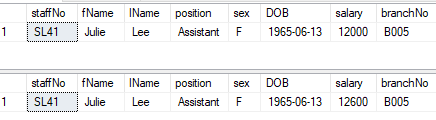 staffNo fName lName position sex DOB salary branchNo
1 SL41 Julie Lee Assistant F 1965-06-13 12000 B005
staffNo fName lName position sex DOB salary branchNo
1 SL41 Julie Lee Assistant F 1965-06-13 12600 B005